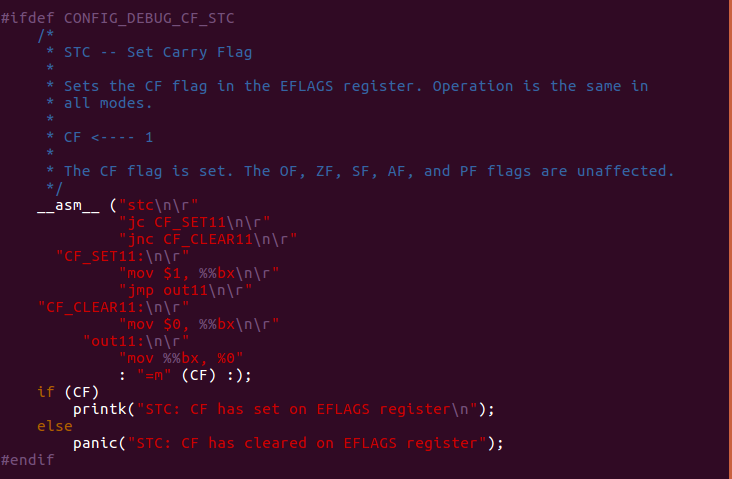 #ifdef CONFIG_DEBUG_CF_STC
    /*
     * STC -- Set Carry Flag
     *
     * Sets the CF flag in the EFLAGS register. Operation is the same in
     * all modes.
     *
     * CF <---- 1
     *
     * The CF flag is set. The OF, ZF, SF, AF, and PF flags are unaffected.
     */
    __asm__ ("stc\n\r"
             "jc CF_SET11\n\r"
             "jnc CF_CLEAR11\n\r"
      "CF_SET11:\n\r"
             "mov $1, %%bx\n\r"
             "jmp out11\n\r"
    "CF_CLEAR11:\n\r"
             "mov $0, %%bx\n\r"
         "out11:\n\r"
             "mov %%bx, %0"
             : "=m" (CF) :);
    if (CF)
        printk("STC: CF has set on EFLAGS register\n");
    else
        panic("STC: CF has cleared on EFLAGS register");
#endif